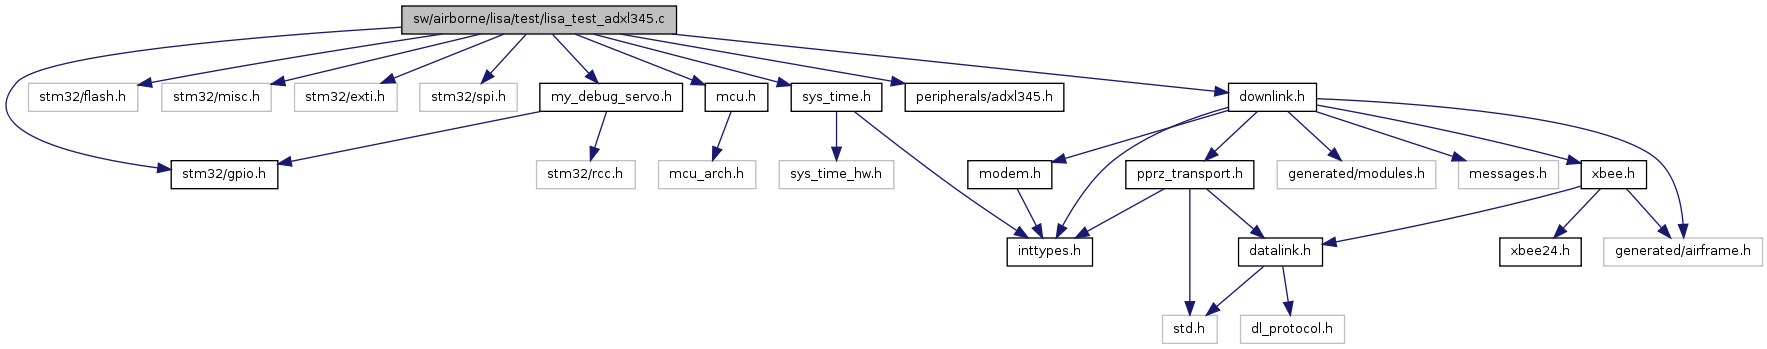 sw/airborne/lisa/test/lisa_test_adxl345.c
stm32/flash.h
stm32/misc.h
stm32/exti.h
stm32/spi.h
my_debug_servo.h
mcu.h
sys_time.h
peripherals/adxl345.h
downlink.h
stm32/gpio.h
stm32/rcc.h
mcu_arch.h
sys_time_hw.h
modem.h
pprz_transport.h
generated/modules.h
messages.h
xbee.h
inttypes.h
datalink.h
xbee24.h
generated/airframe.h
std.h
dl_protocol.h